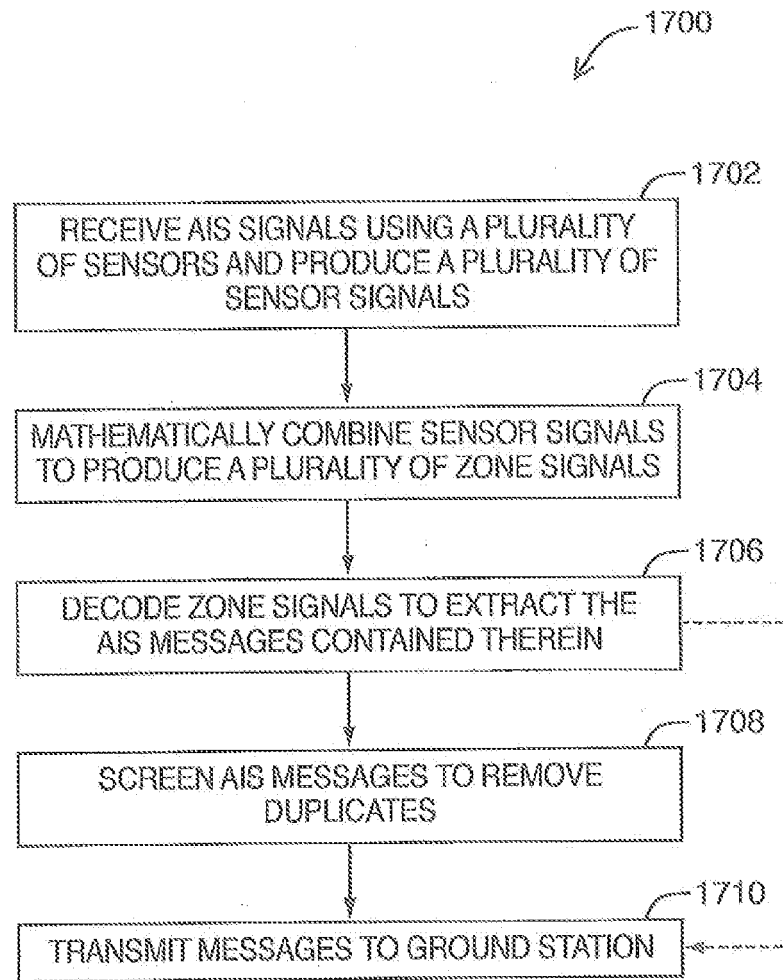 1700
1702
RECEIVE AIS SIGNALS USING A PLURALITY
OF SENSORS AND PRODUCE A PLURALITY OF
SENSOR SIGNALS
1704
MATHEMATICALLY COMBINE SENSOR SIGNALS
TO PRODUCE A PLURALITY OF ZONE SIGNALS
1706
DECODE ZONE SIGNALS TO EXTRACT THE
AIS MESSAGES CONTAINED THEREIN
1708
SCREEN AIS MESSAGES TO REMOVE
DUPLICATES
1710
TRANSMIT MESSAGES TO GROUND STATION